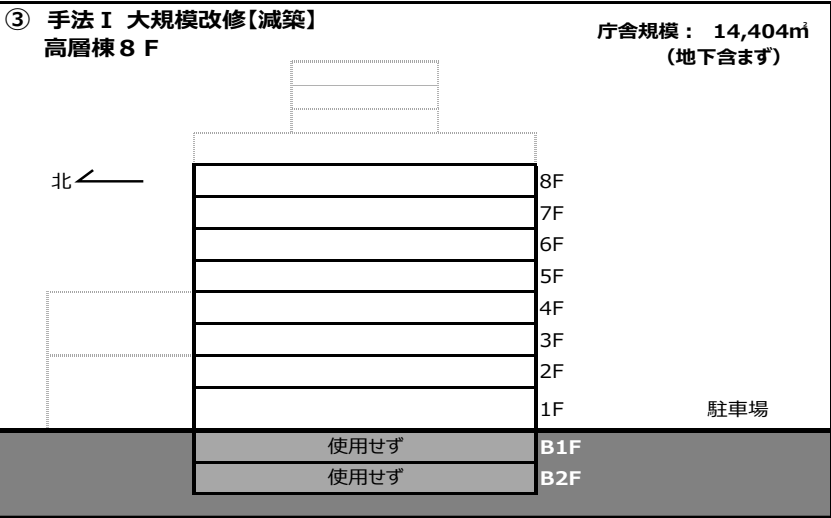 ③ 手法Ⅰ 大規模改修【減築】
高層棟８Ｆ
庁舎規模： 14,404㎡
（地下含まず）
北
8F
7F
6F
5F
4F
3F
2F
1F
駐車場
使用せず B1F
使用せず B2F